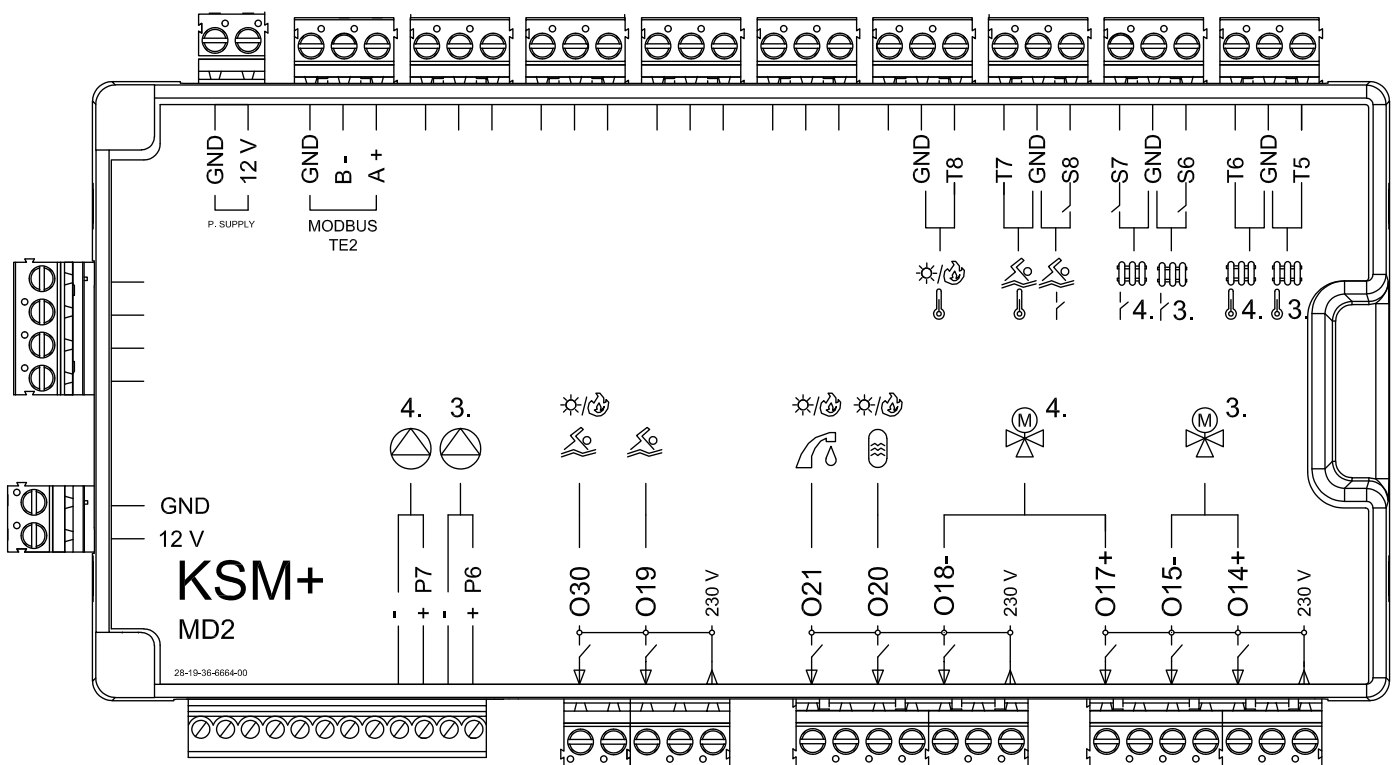 GND
12 V
P. SUPPLY
GND
B -
A +
MODBUS
TE2
GND
T8
T7
GND
S8
S7
GND
S6
T6
GND
T5
/
4.
3.
4.
3.
4.
3.
/
/
/
M
4.
M
3.
GND
12 V
KSM+
MD2
28-19-36-6664-00
-
+ P7
-
+ P6
O30
O19
230 V
O21
O20
O18-
230 V
O17+
O15-
O14+
230 V